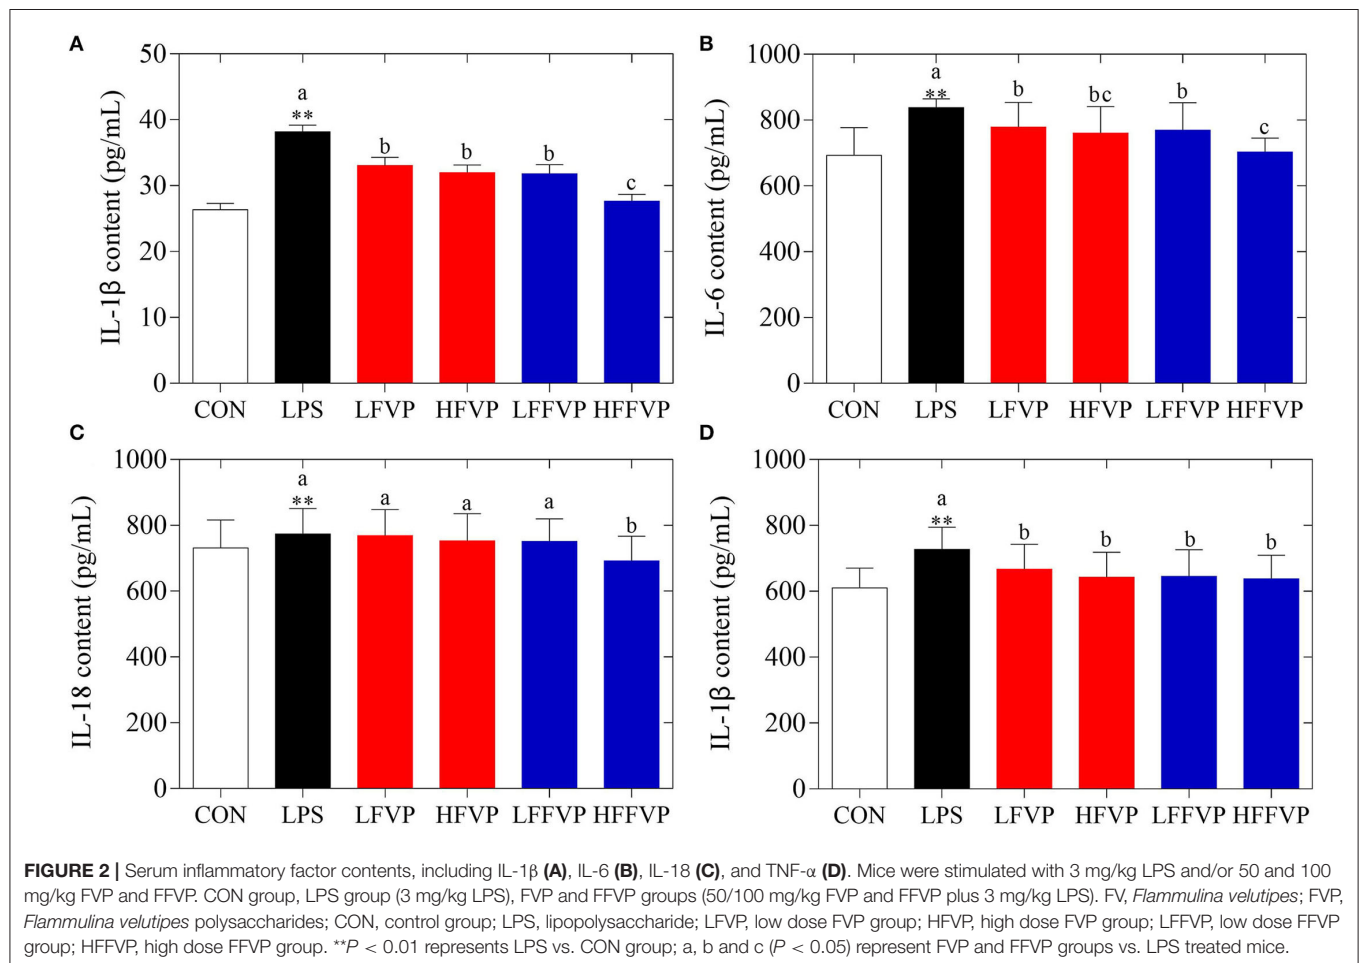 A
50
40
30
20
10
0
IL-1β content (pg/mL)
a
**
b
b
b
c
CON LPS LFVP HFVP LFFVP HFFVP
B
1000
800
600
400
200
0
IL-6 content (pg/mL)
a
**
b
bc
b
c
CON LPS LFVP HFVP LFFVP HFFVP
C
1000
800
600
400
200
0
IL-18 content (pg/mL)
a
**
a
a
a
b
CON LPS LFVP HFVP LFFVP HFFVP
D
1000
800
600
400
200
0
IL-1β content (pg/mL)
a
**
b
b
b
b
CON LPS LFVP HFVP LFFVP HFFVP
FIGURE 2 | Serum inflammatory factor contents, including IL-1β (A), IL-6 (B), IL-18 (C), and TNF-α (D). Mice were stimulated with 3 mg/kg LPS and/or 50 and 100
mg/kg FVP and FFVP. CON group, LPS group (3 mg/kg LPS), FVP and FFVP groups (50/100 mg/kg FVP and FFVP plus 3 mg/kg LPS). FV, Flammulina velutipes; FVP,
Flammulina velutipes polysaccharides; CON, control group; LPS, lipopolysaccharide; LFVP, low dose FVP group; HFVP, high dose FVP group; LFFVP, low dose FFVP
group; HFFVP, high dose FFVP group. **P < 0.01 represents LPS vs. CON group; a, b and c (P < 0.05) represent FVP and FFVP groups vs. LPS treated mice.